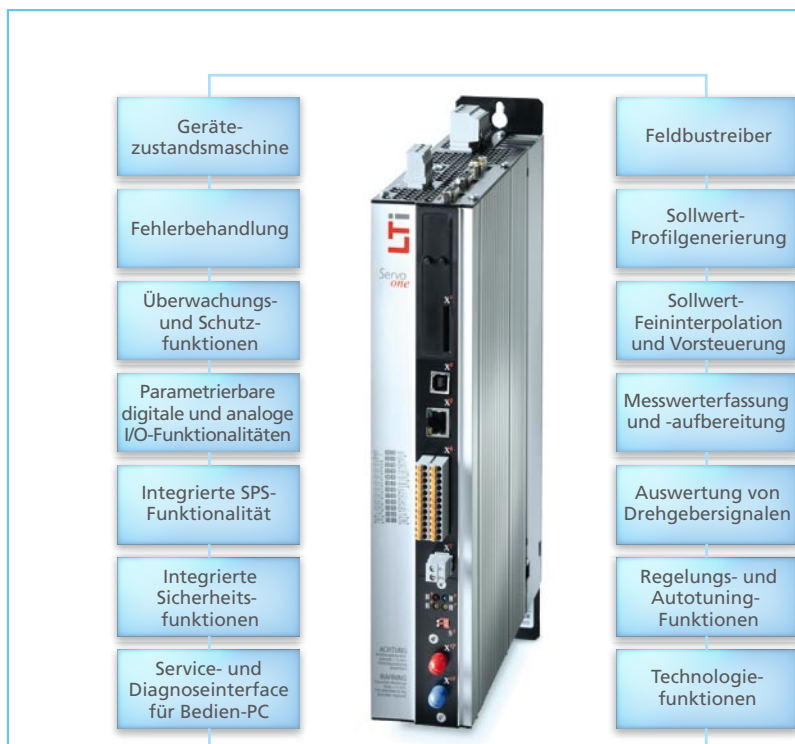 Geräte-
zustandsmaschine
Fehlerbehandlung
Überwachungs-
und Schutz-
funktionen
Parametrierbare
digitale und analoge
I/O-Funktionalitäten
Integrierte SPS-
Funktionalität
Integrierte
Sicherheits-
funktionen
Service- und
Diagnoseinterface
für Bedien-PC
LTi
Servo
one
ACHTUNG
WARNING
Feldbustreiber
Sollwert-
Profilgenerierung
Sollwert-
Feininterpolation
und Vorsteuerung
Messwerterfassung
und -aufbereitung
Auswertung von
Drehgebersignalen
Regelungs- und
Autotuning-
Funktionen
Technologie-
funktionen